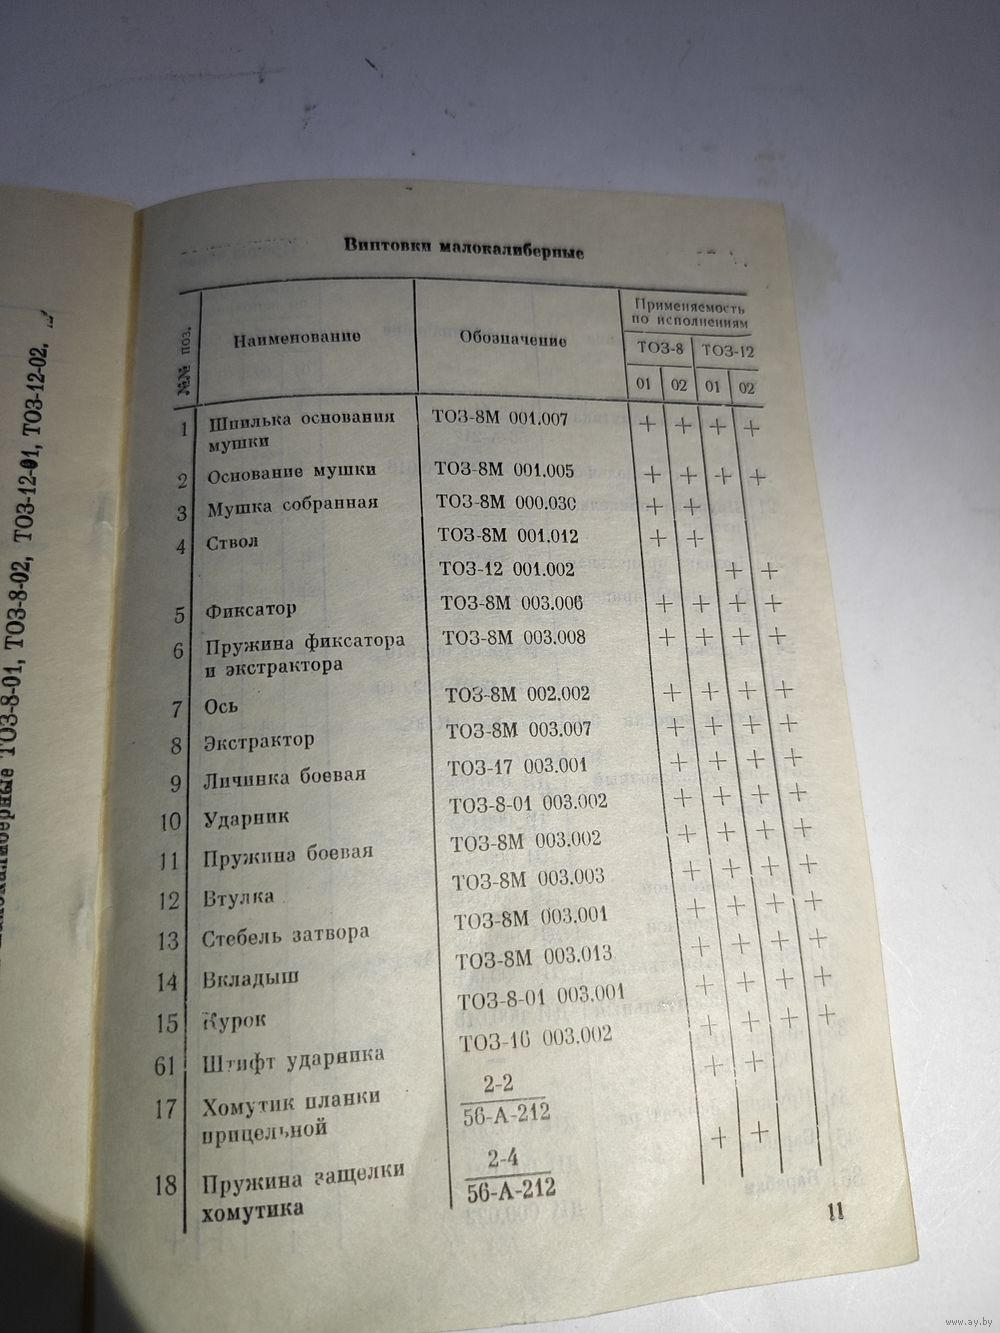 Винтовки малокалиберные
№№ поз. Наименование Обозначение Применяемость
по исполнениям
ТОЗ-8 ТОЗ-12
01 02 01 02
1 Шпилька основания ТОЗ-8М 001.007 + + + +
мушки
2 Основание мушки ТОЗ-8М 001.005 + + + +
3 Мушка собранная ТОЗ-8М 000.030 + +
4 Ствол ТОЗ-8М 001.012 + +
ТОЗ-12 001.002 + +
5 Фиксатор ТОЗ-8М 003.006 + + + +
6 Пружина фиксатора ТОЗ-8М 003.008 + + + +
и экстрактора
7 Ось ТОЗ-8М 002.002 + + + +
8 Экстрактор ТОЗ-8М 003.007 + + + +
9 Личинка боевая ТОЗ-17 003.001 + + + +
10 Ударник ТОЗ-8-01 003.002 + + + +
11 Пружина боевая ТОЗ-8М 003.002 + + + +
12 Втулка ТОЗ-8М 003.003 + + + +
13 Стебель затвора ТОЗ-8М 003.001 + + + +
14 Вкладыш ТОЗ-8М 003.013 + + + +
15 Курок ТОЗ-8-01 003.001 + + + +
61 Штифт ударника ТОЗ-16 003.002 + + + +
17 Хомутик планки 2-2 + +
прицельной 56-А-212
18 Пружина защелки 2-4 + +
хомутика 56-А-212
11
малокалиберные ТОЗ-8-01, ТОЗ-8-02, ТОЗ-12-01, ТОЗ-12-02,
www.ay.by